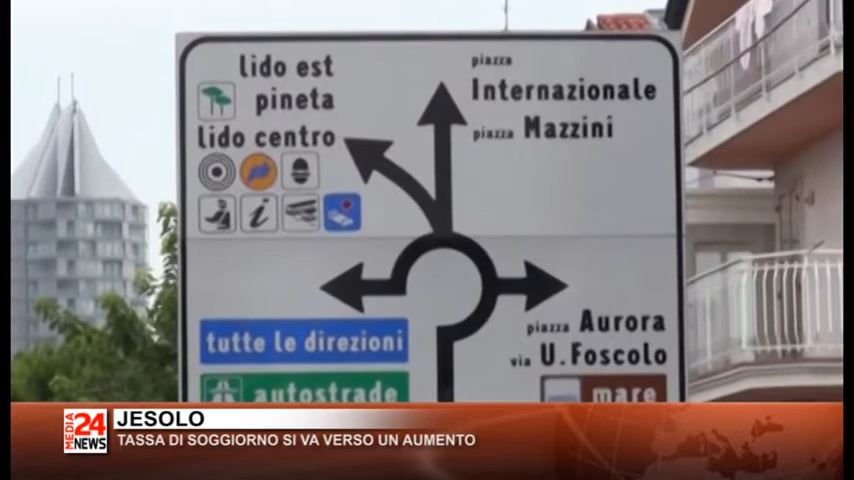 lido est
pineta
lido centro
piazza
Internazionale
piazza Mazzini
piazza Aurora
via U. Foscolo
tutte le direzioni
autostrade
mare
MEDIA 24 NEWS
JESOLO
TASSA DI SOGGIORNO SI VA VERSO UN AUMENTO